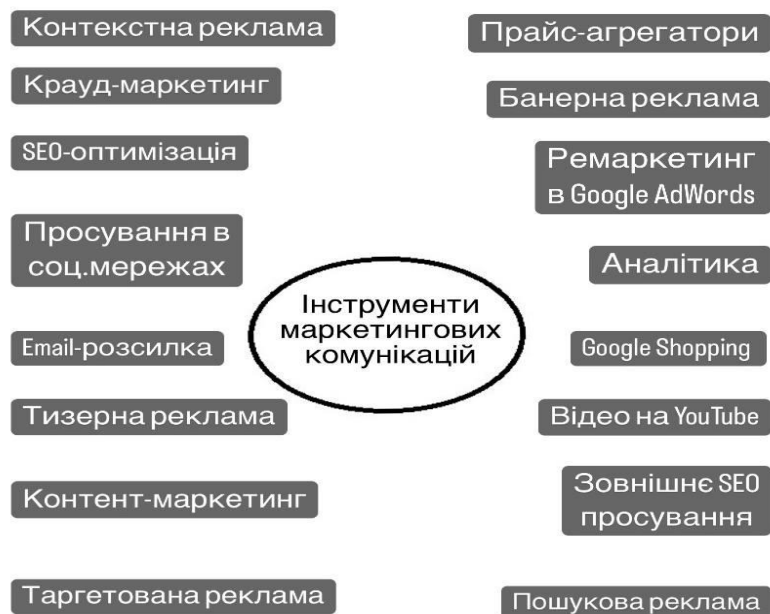 Контекстна реклама
Крауд-маркетинг
SEO-оптимізація
Просування в
соц.мережах
Email-розсилка
Тизерна реклама
Контент-маркетинг
Таргетована реклама
Інструменти
маркетингових
комунікацій
Прайс-агрегатори
Банерна реклама
Ремаркетинг
в Google AdWords
Аналітика
Google Shopping
Відео на YouTube
Зовнішнє SEO
просування
Пошукова реклама